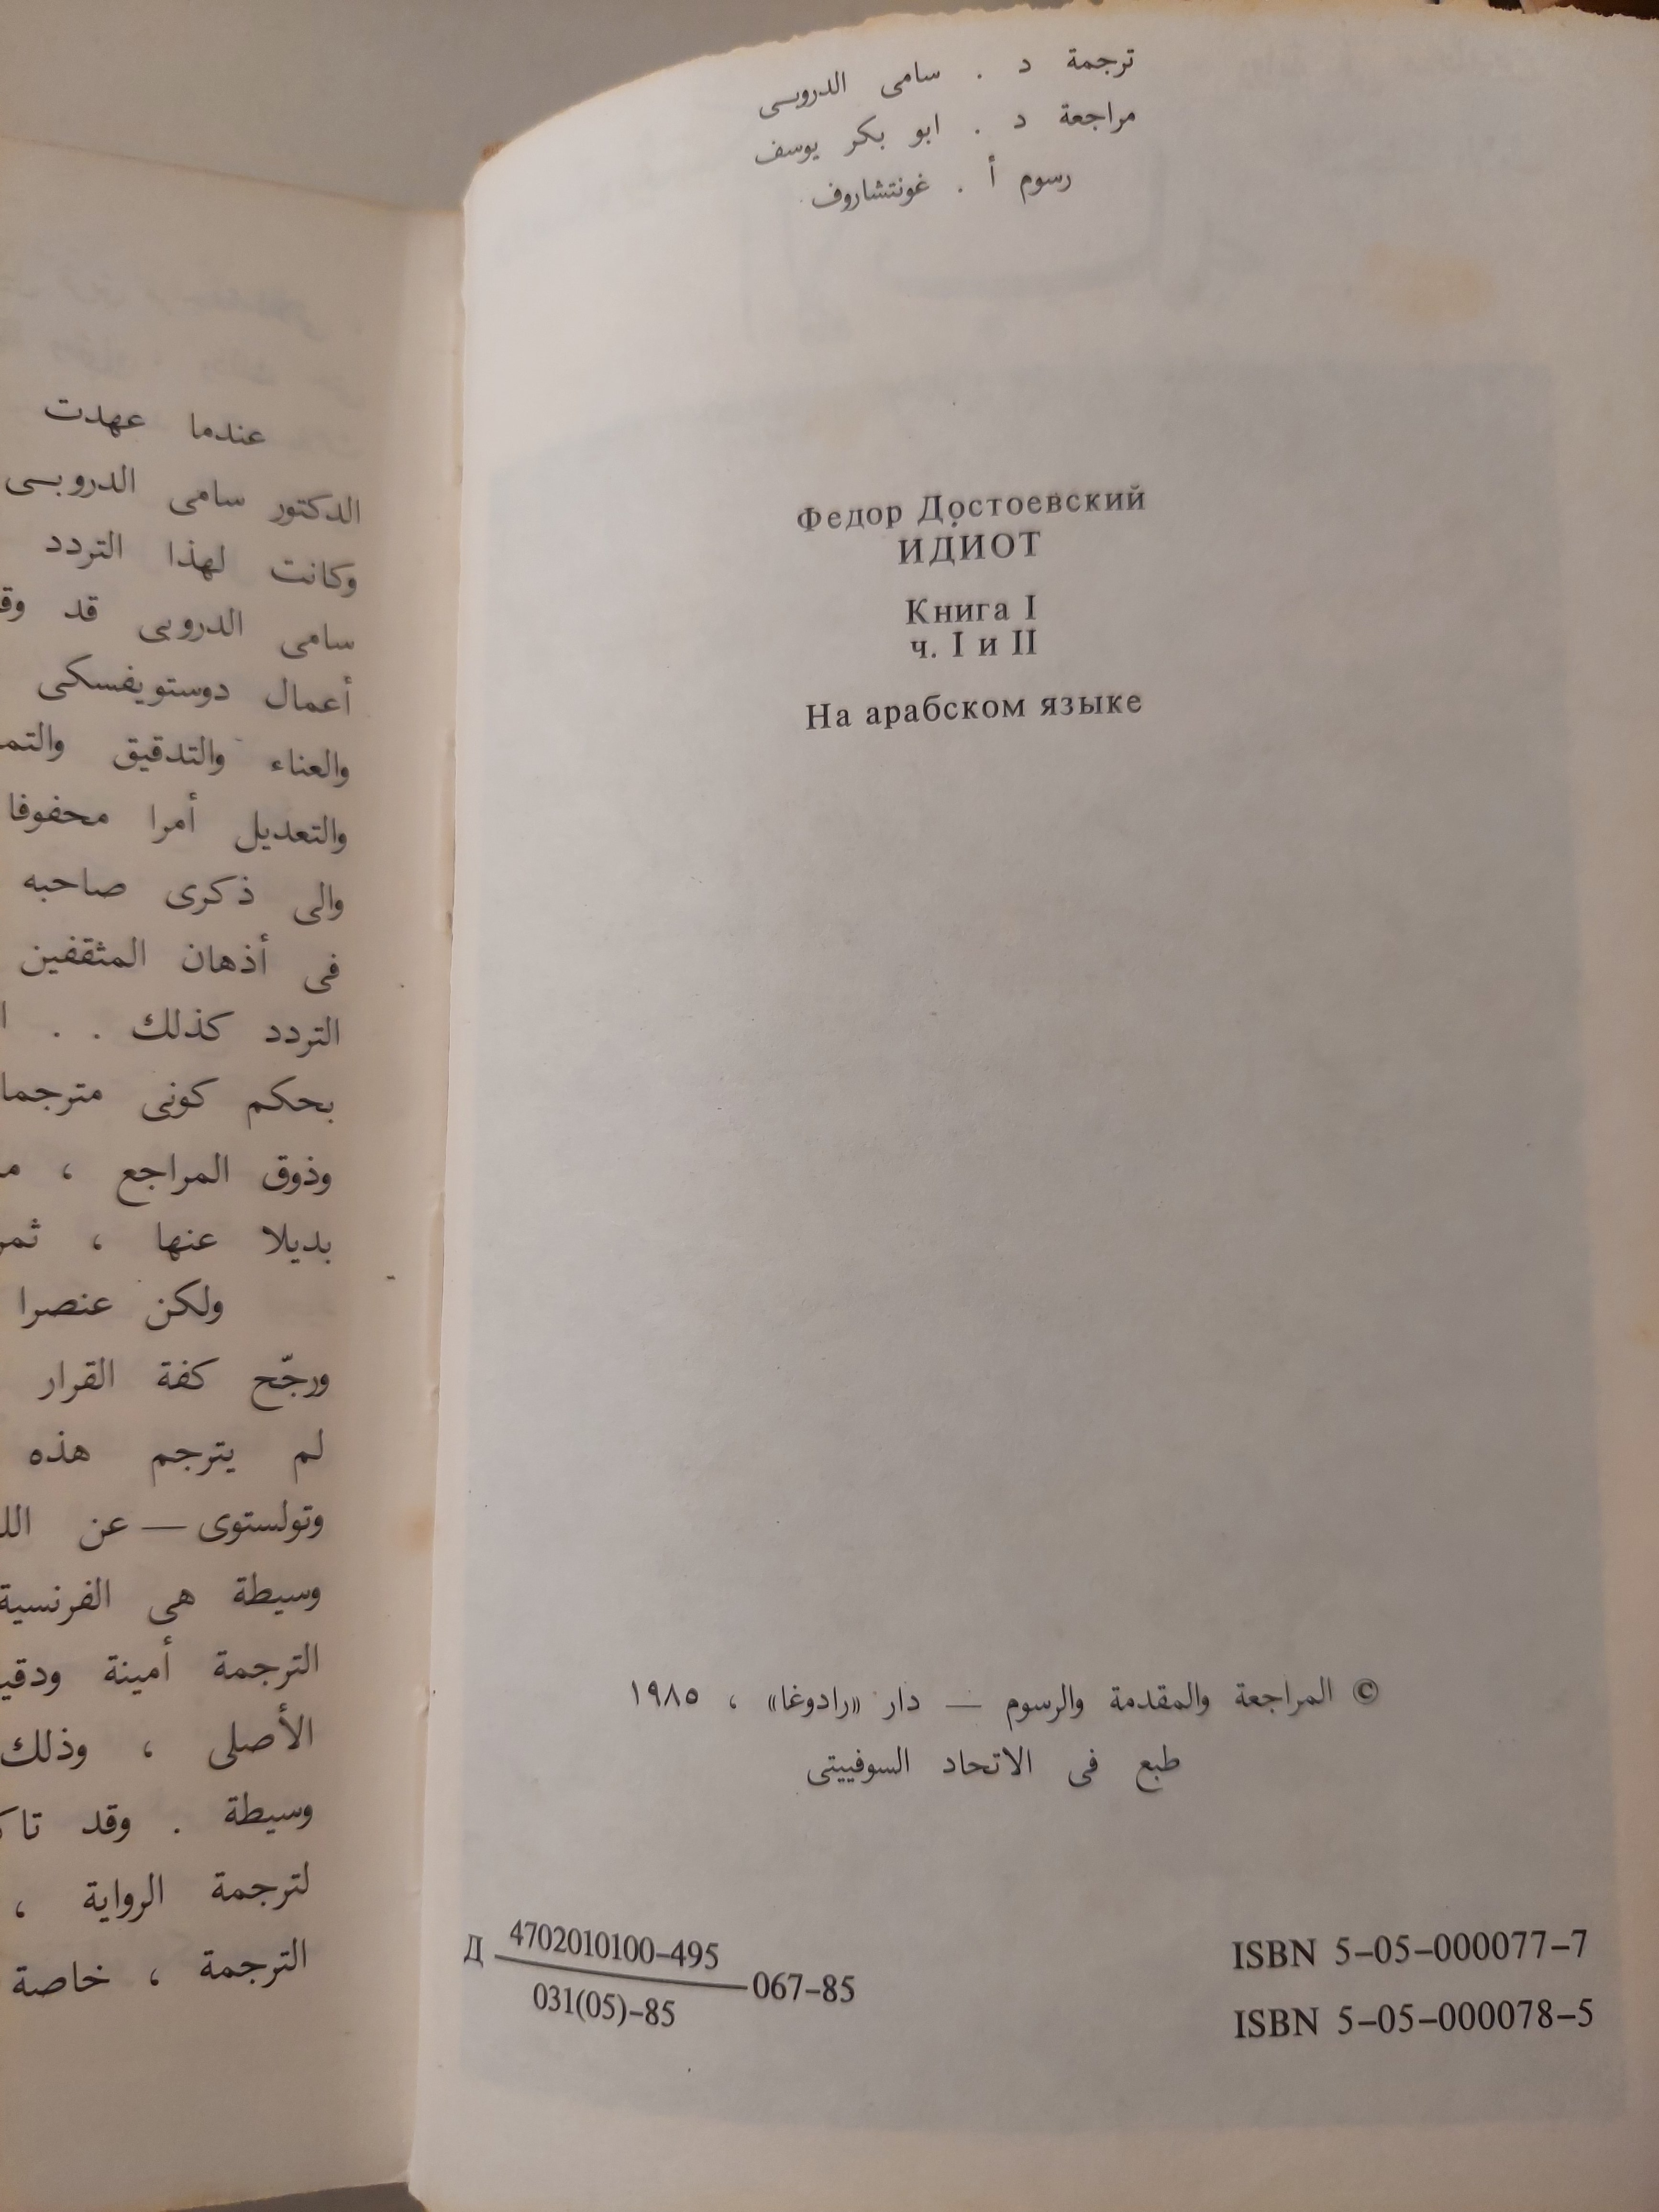 ترجمة د . سامى الدروبى
مراجعة د . ابو بكر يوسف
رسوم أ . غونتشاروف
Федор Достоевский
ИДИОТ
Книга I
ч. I и II
На арабском языке
© المراجعة والمقدمة والرسوم — دار «رادوغا» ، ١٩٨٥
طبع فى الاتحاد السوفييتى
Д 4702010100–495
031(05)–85
067–85
ISBN 5–05–000077–7
ISBN 5–05–000078–5
عندما عهدت
الدكتور سامى الدروبى
وكانت لهذا التردد
سامى الدروبى قد
أعمال دوستويفسكى
والعناء والتدقيق
والتعديل أمرا محفوفا
والى ذكرى صاحبه
فى أذهان المثقفين
التردد كذلك . .
بحكم كونى مترجما
وذوق المراجع ،
بديلا عنها ،
ولكن عنصرا
ورجّح كفة القرار
لم يترجم هذه
وتولستوى — عن
وسيطة هى الفرنسية
الترجمة أمينة
الأصلى ، وذلك
وسيطة . وقد
لترجمة الرواية ،
الترجمة ، خاصة